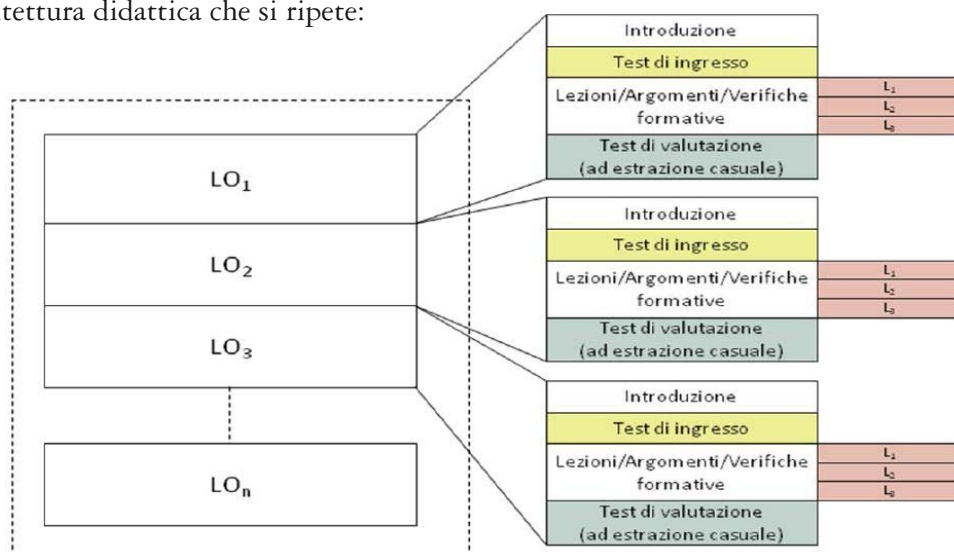 tettura didattica che si ripete:
LO₁
LO₂
LO₃
LOₙ
Introduzione
Test di ingresso
Lezioni/Argomenti/Verifiche
formative
L₁
L₂
L₃
Test di valutazione
(ad estrazione casuale)
Introduzione
Test di ingresso
Lezioni/Argomenti/Verifiche
formative
L₁
L₂
L₃
Test di valutazione
(ad estrazione casuale)
Introduzione
Test di ingresso
Lezioni/Argomenti/Verifiche
formative
L₁
L₂
L₃
Test di valutazione
(ad estrazione casuale)